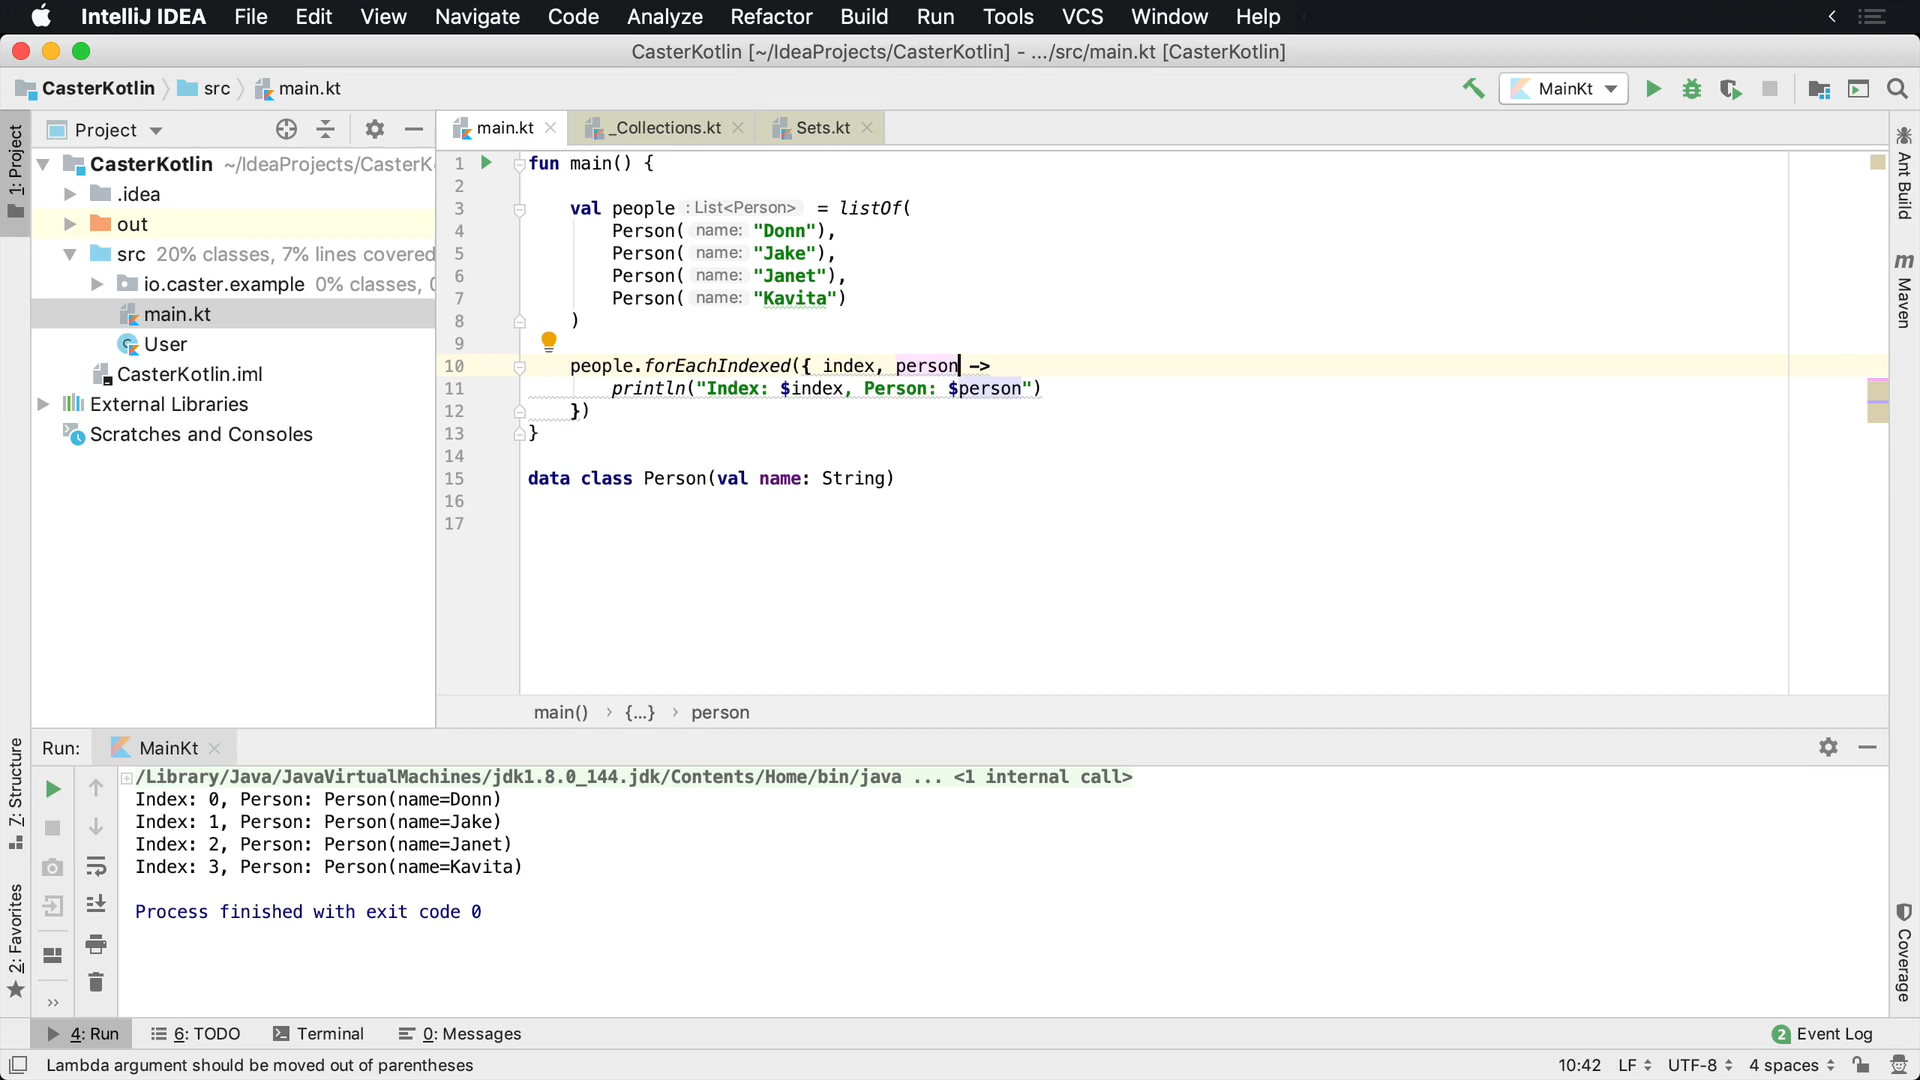 IntelliJ IDEA File Edit View Navigate Code Analyze Refactor Build Run Tools VCS Window Help
CasterKotlin [~/IdeaProjects/CasterKotlin] - .../src/main.kt [CasterKotlin]
CasterKotlin src main.kt
MainKt
1: Project
Project
main.kt _Collections.kt Sets.kt
CasterKotlin ~/IdeaProjects/CasterK
.idea
out
src 20% classes, 7% lines covered
io.caster.example 0% classes, 0
main.kt
User
CasterKotlin.iml
External Libraries
Scratches and Consoles
1 fun main() {
2
3 val people : List<Person> = listOf(
4 Person( name: "Donn"),
5 Person( name: "Jake"),
6 Person( name: "Janet"),
7 Person( name: "Kavita")
8 )
9
10 people.forEachIndexed({ index, person ->
11 println("Index: $index, Person: $person")
12 })
13 }
14
15 data class Person(val name: String)
16
17
main() › {...} › person
Ant Build
m Maven
Run: MainKt
/Library/Java/JavaVirtualMachines/jdk1.8.0_144.jdk/Contents/Home/bin/java ... <1 internal call>
Index: 0, Person: Person(name=Donn)
Index: 1, Person: Person(name=Jake)
Index: 2, Person: Person(name=Janet)
Index: 3, Person: Person(name=Kavita)
Process finished with exit code 0
Z: Structure
2: Favorites
Coverage
4: Run 6: TODO Terminal 0: Messages
2 Event Log
Lambda argument should be moved out of parentheses
10:42 LF UTF-8 4 spaces